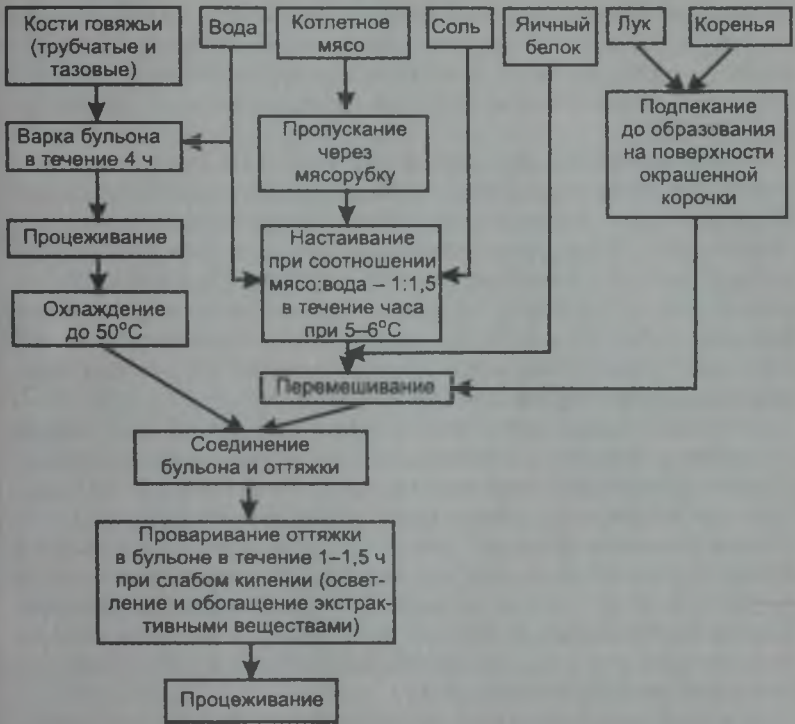 Кости говяжьи
(трубчатые и
тазовые)
Вода
Котлетное
мясо
Соль
Яичный
белок
Лук
Коренья
Варка бульона
в течение 4 ч
Пропускание
через
мясорубку
Подпекание
до образования
на поверхности
окрашенной
корочки
Процеживание
Настаивание
при соотношении
мясо:вода – 1:1,5
в течение часа
при 5–6°С
Охлаждение
до 50°С
Перемешивание
Соединение
бульона и оттяжки
Проваривание оттяжки
в бульоне в течение 1–1,5 ч
при слабом кипении (освет-
ление и обогащение экстрак-
тивными веществами)
Процеживание